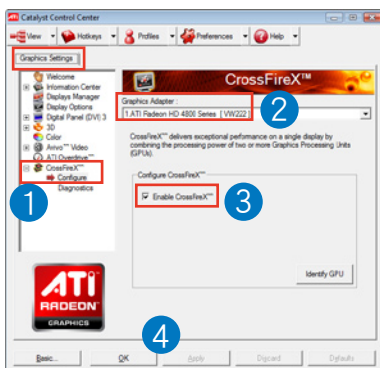 Catalyst Control Center
View Hotkeys Profiles Preferences Help
Graphics Settings
Welcome
Information Center
Displays Manager
Display Options
Digital Panel (DVI) 3
3D
Color
Avivo™ Video
ATI Overdrive™
CrossFireX™
Configure
Diagnostics
CrossFireX™
Graphics Adapter :
1.ATI Radeon HD 4800 Series [ VW222 ]
CrossFireX™ delivers exceptional performance on a single display by
combining the processing power of two or more Graphics Processing Units
(GPUs).
Configure CrossFireX™
Enable CrossFireX™
Identify GPU
1
2
3
4
ATI
RADEON
GRAPHICS
Basic...
OK
Apply
Discard
Defaults